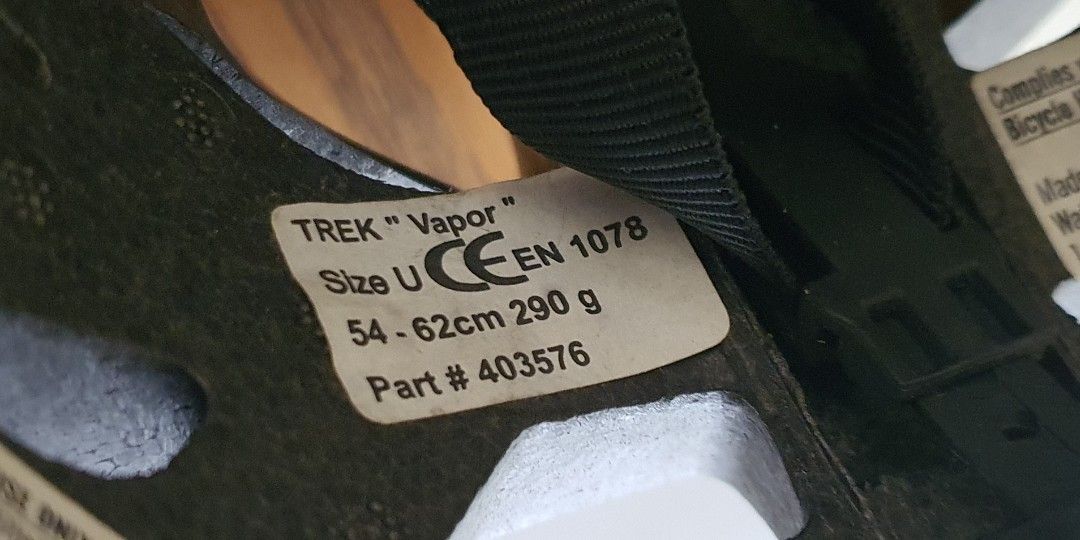 TREK " Vapor "
Size U CE EN 1078
54 - 62cm 290 g
Part # 403576
Complies
Bicycle